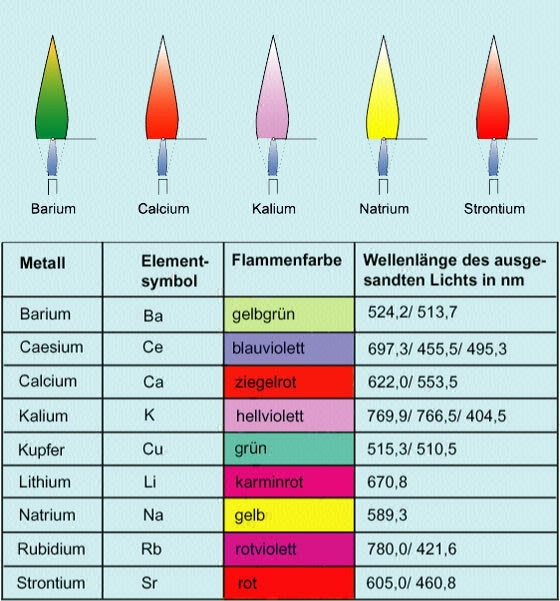 Barium Calcium Kalium Natrium Strontium
Metall Element-symbol Flammenfarbe Wellenlänge des ausge-sandten Lichts in nm
Barium Ba gelbgrün 524,2/ 513,7
Caesium Ce blauviolett 697,3/ 455,5/ 495,3
Calcium Ca ziegelrot 622,0/ 553,5
Kalium K hellviolett 769,9/ 766,5/ 404,5
Kupfer Cu grün 515,3/ 510,5
Lithium Li karminrot 670,8
Natrium Na gelb 589,3
Rubidium Rb rotviolett 780,0/ 421,6
Strontium Sr rot 605,0/ 460,8